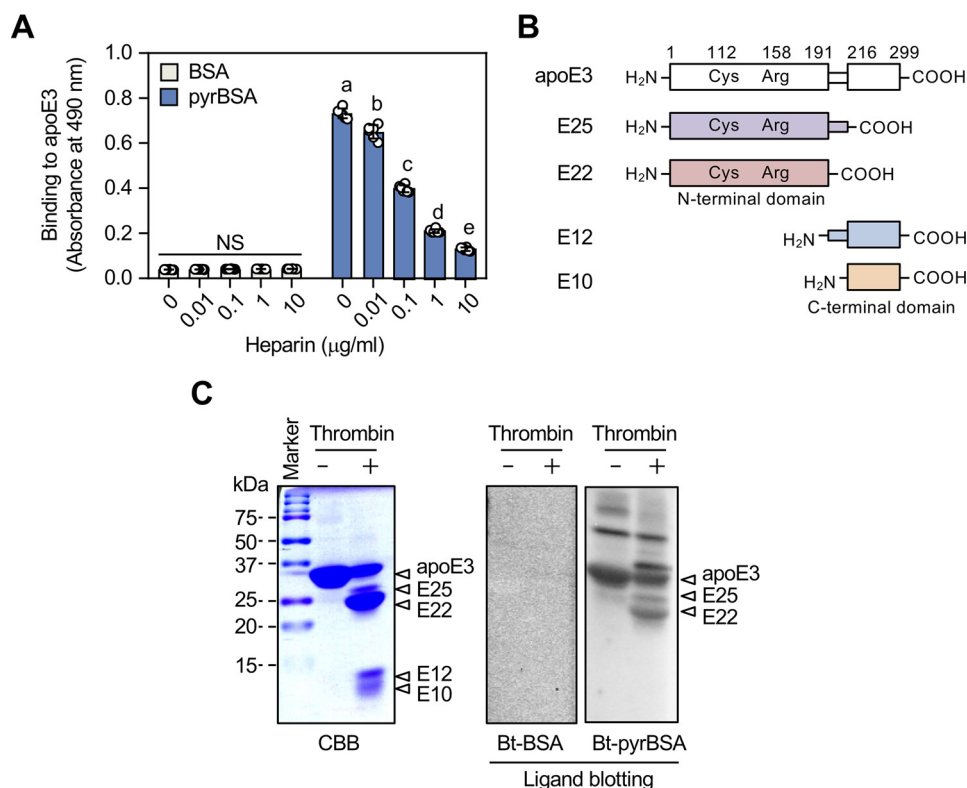 A
Binding to apoE3
(Absorbance at 490 nm)
1.0
0.8
0.6
0.4
0.2
0.0
BSA
pyrBSA
NS
a
b
c
d
e
0 0.01 0.1 1 10 0 0.01 0.1 1 10
Heparin (μg/ml)
B
1 112 158 191 216 299
apoE3 H₂N Cys Arg COOH
E25 H₂N Cys Arg COOH
E22 H₂N Cys Arg COOH
N-terminal domain
E12 H₂N COOH
E10 H₂N COOH
C-terminal domain
C
Marker
Thrombin
− +
kDa
75-
50-
37-
25-
20-
15-
apoE3
E25
E22
E12
E10
CBB
Thrombin Thrombin
− + − +
apoE3
E25
E22
Bt-BSA Bt-pyrBSA
Ligand blotting